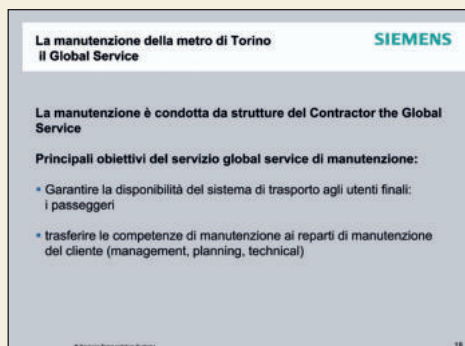 La manutenzione della metro di Torino
il Global Service
SIEMENS
La manutenzione è condotta da strutture del Contractor the Global
Service
Principali obiettivi del servizio global service di manutenzione:
Garantire la disponibilità del sistema di trasporto agli utenti finali:
i passeggeri
trasferire le competenze di manutenzione ai reparti di manutenzione
del cliente (management, planning, technical)